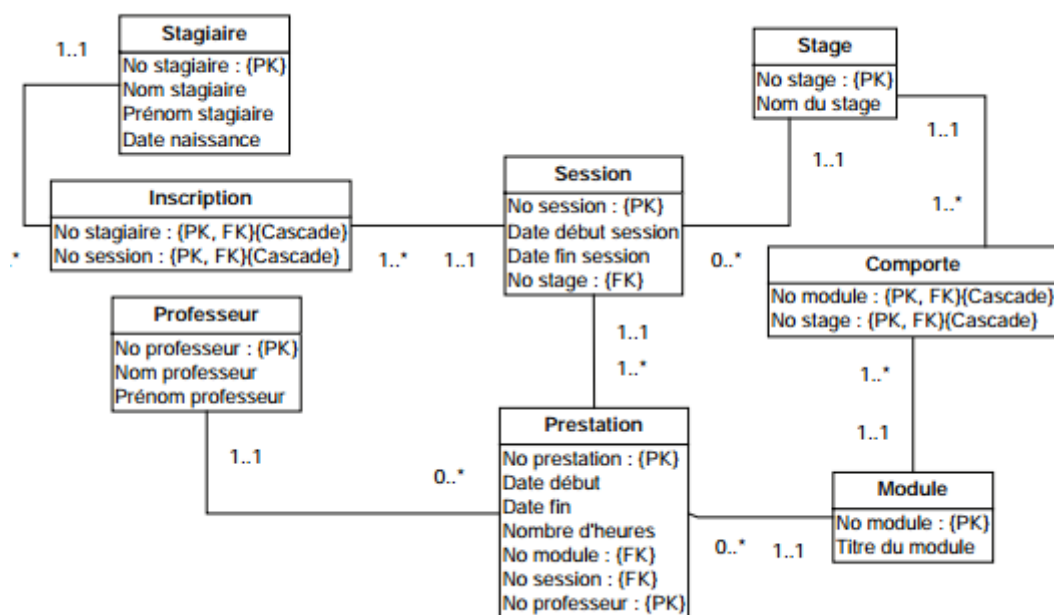 Stagiaire
No stagiaire : {PK}
Nom stagiaire
Prénom stagiaire
Date naissance
1..1
Stage
No stage : {PK}
Nom du stage
1..1
1..1
1..*
Inscription
No stagiaire : {PK, FK}{Cascade}
No session : {PK, FK}{Cascade}
.*
1..*
1..1
Session
No session : {PK}
Date début session
Date fin session
No stage : {FK}
0..*
1..1
1..*
Comporte
No module : {PK, FK}{Cascade}
No stage : {PK, FK}{Cascade}
1..*
1..1
Professeur
No professeur : {PK}
Nom professeur
Prénom professeur
1..1
0..*
Prestation
No prestation : {PK}
Date début
Date fin
Nombre d'heures
No module : {FK}
No session : {FK}
No professeur : {PK}
0..*
1..1
Module
No module : {PK}
Titre du module